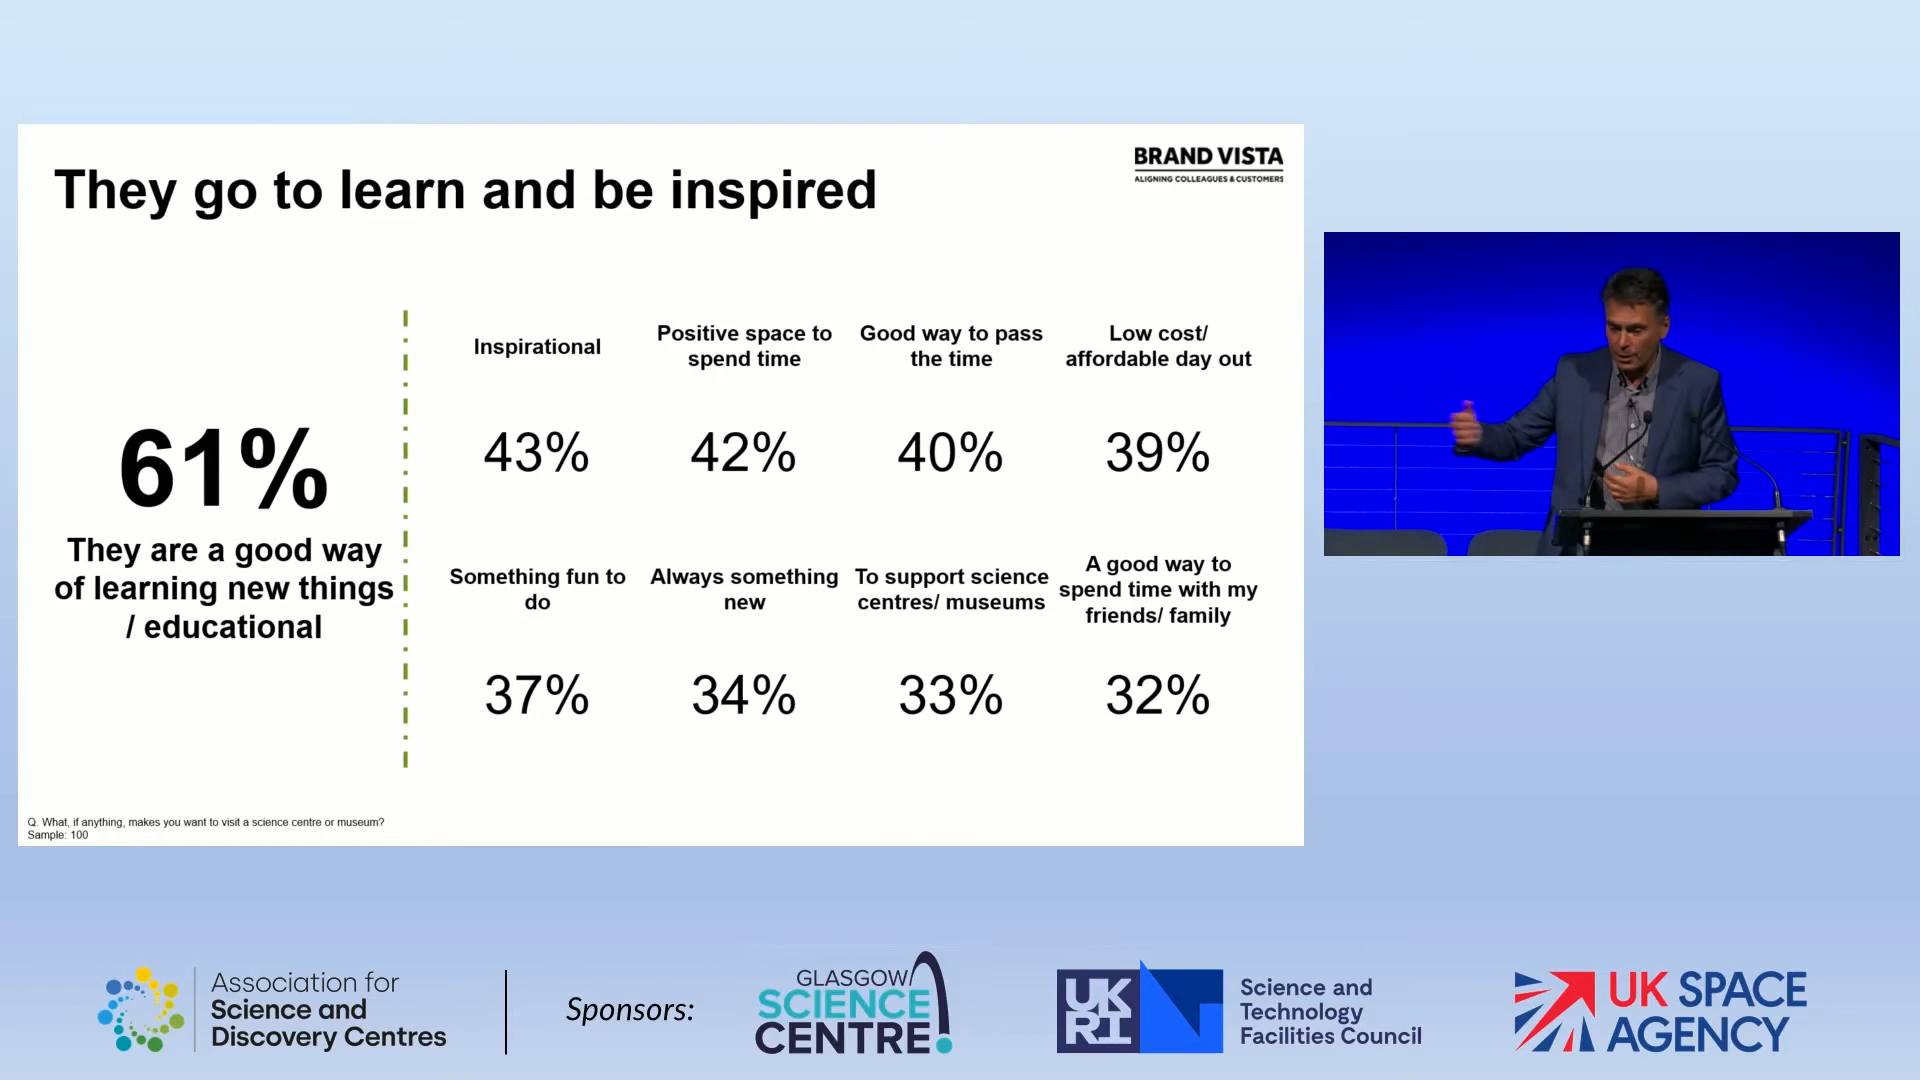 They go to learn and be inspired
BRAND VISTA
ALIGNING COLLEAGUES & CUSTOMERS
61%
They are a good way
of learning new things
/ educational
Inspirational
43%
Positive space to
spend time
42%
Good way to pass
the time
40%
Low cost/
affordable day out
39%
Something fun to
do
37%
Always something
new
34%
To support science
centres/ museums
33%
A good way to
spend time with my
friends/ family
32%
Q. What, if anything, makes you want to visit a science centre or museum?
Sample: 100
Association for
Science and
Discovery Centres
Sponsors:
GLASGOW
SCIENCE
CENTRE
UK
RI
Science and
Technology
Facilities Council
UK SPACE
AGENCY